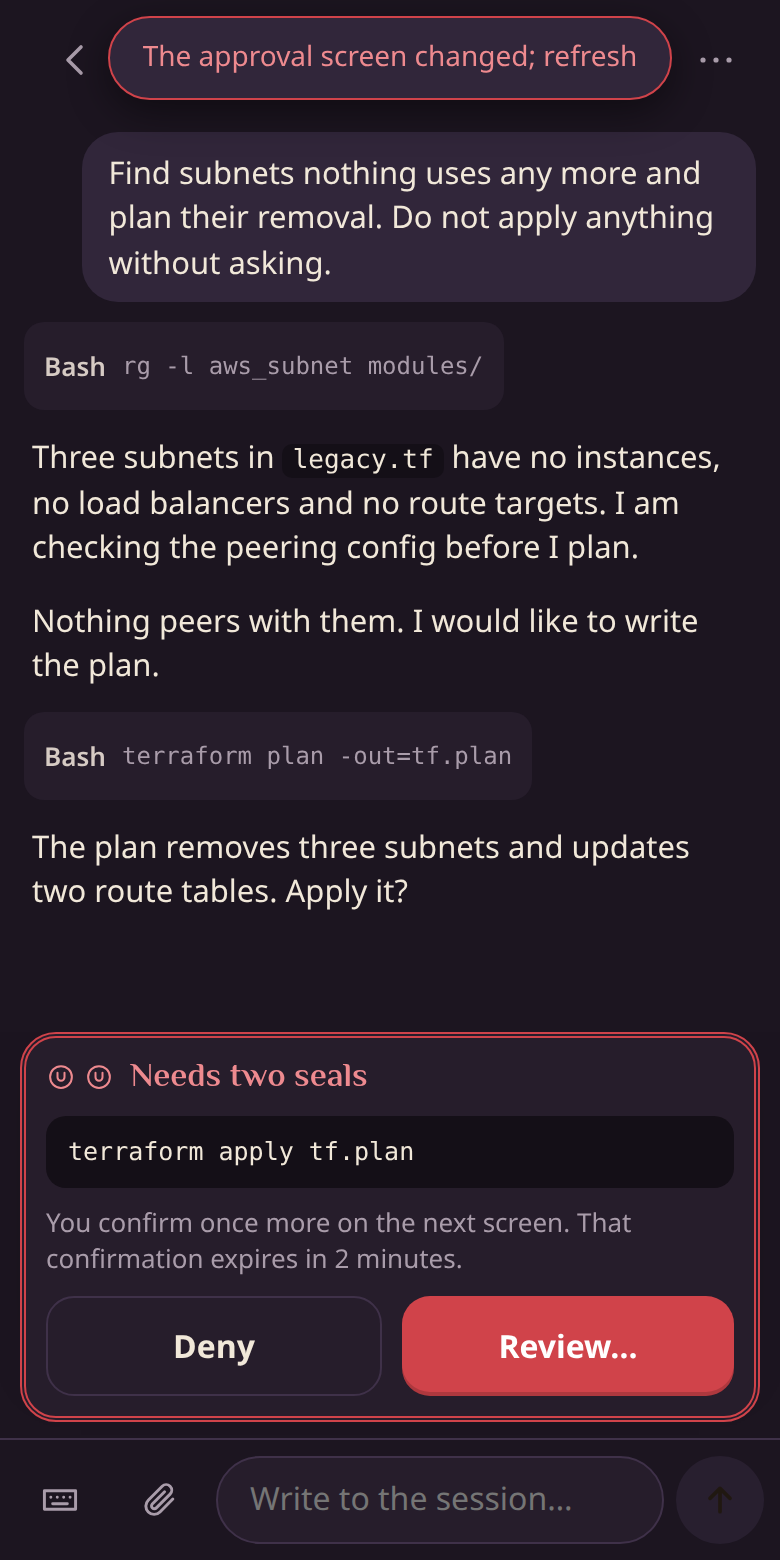 The approval screen changed; refresh
Find subnets nothing uses any more and
plan their removal. Do not apply anything
without asking.
Bash rg -l aws_subnet modules/
Three subnets in legacy.tf have no instances,
no load balancers and no route targets. I am
checking the peering config before I plan.
Nothing peers with them. I would like to write
the plan.
Bash terraform plan -out=tf.plan
The plan removes three subnets and updates
two route tables. Apply it?
Needs two seals
terraform apply tf.plan
You confirm once more on the next screen. That
confirmation expires in 2 minutes.
Deny
Review...
Write to the session...